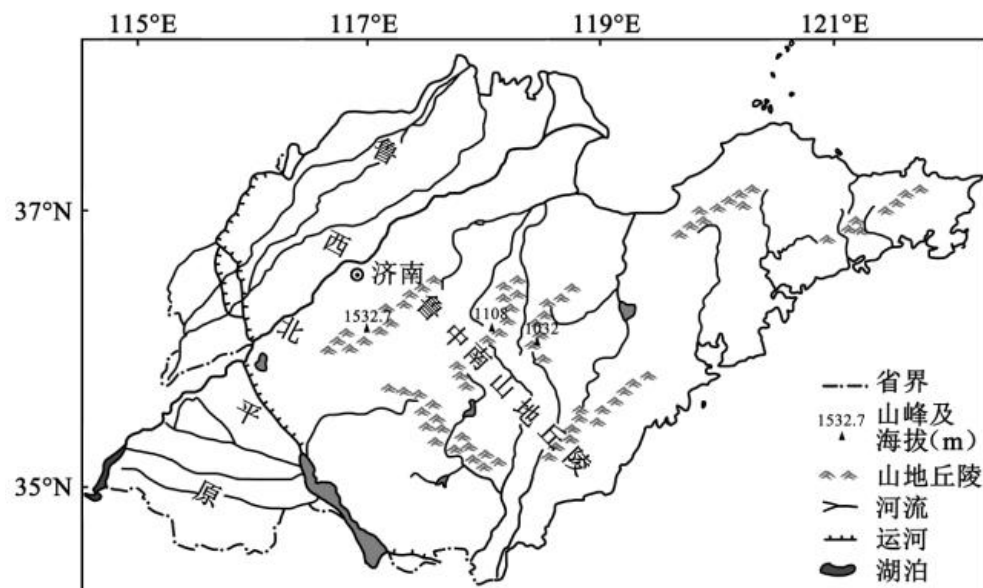 115°E 117°E 119°E 121°E
37°N
35°N
鲁
西
北
平
原
济南
鲁
中
南
山
地
丘
陵
1532.7
1108
1032
省界
1532.7 山峰及
海拔(m)
山地丘陵
河流
运河
湖泊